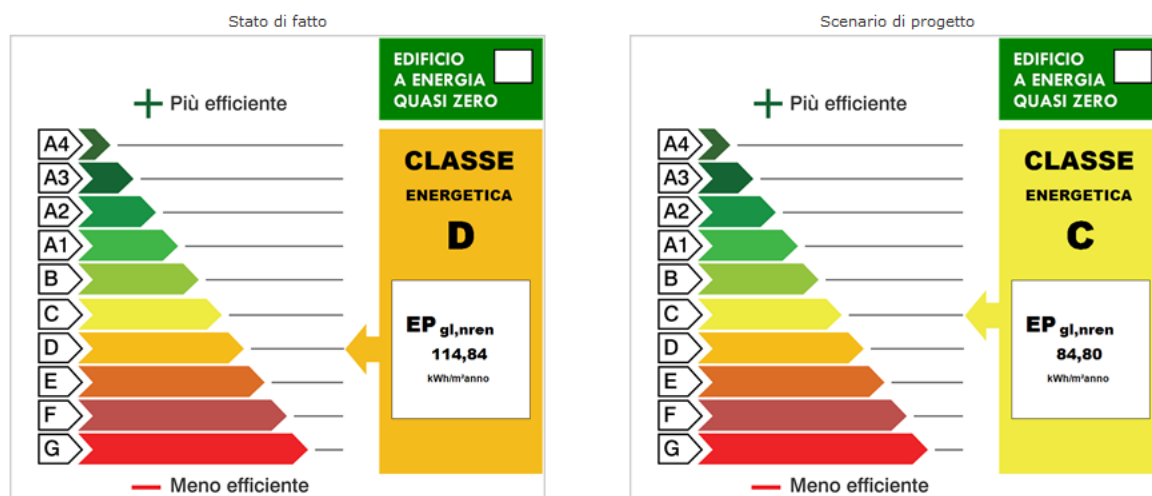 Stato di fatto
EDIFICIO
A ENERGIA
QUASI ZERO
Più efficiente
A4
A3
A2
A1
B
C
D
E
F
G
Meno efficiente
CLASSE
ENERGETICA
D
EP gl,nren
114,84
kWh/m²anno
Scenario di progetto
EDIFICIO
A ENERGIA
QUASI ZERO
Più efficiente
A4
A3
A2
A1
B
C
D
E
F
G
Meno efficiente
CLASSE
ENERGETICA
C
EP gl,nren
84,80
kWh/m²anno